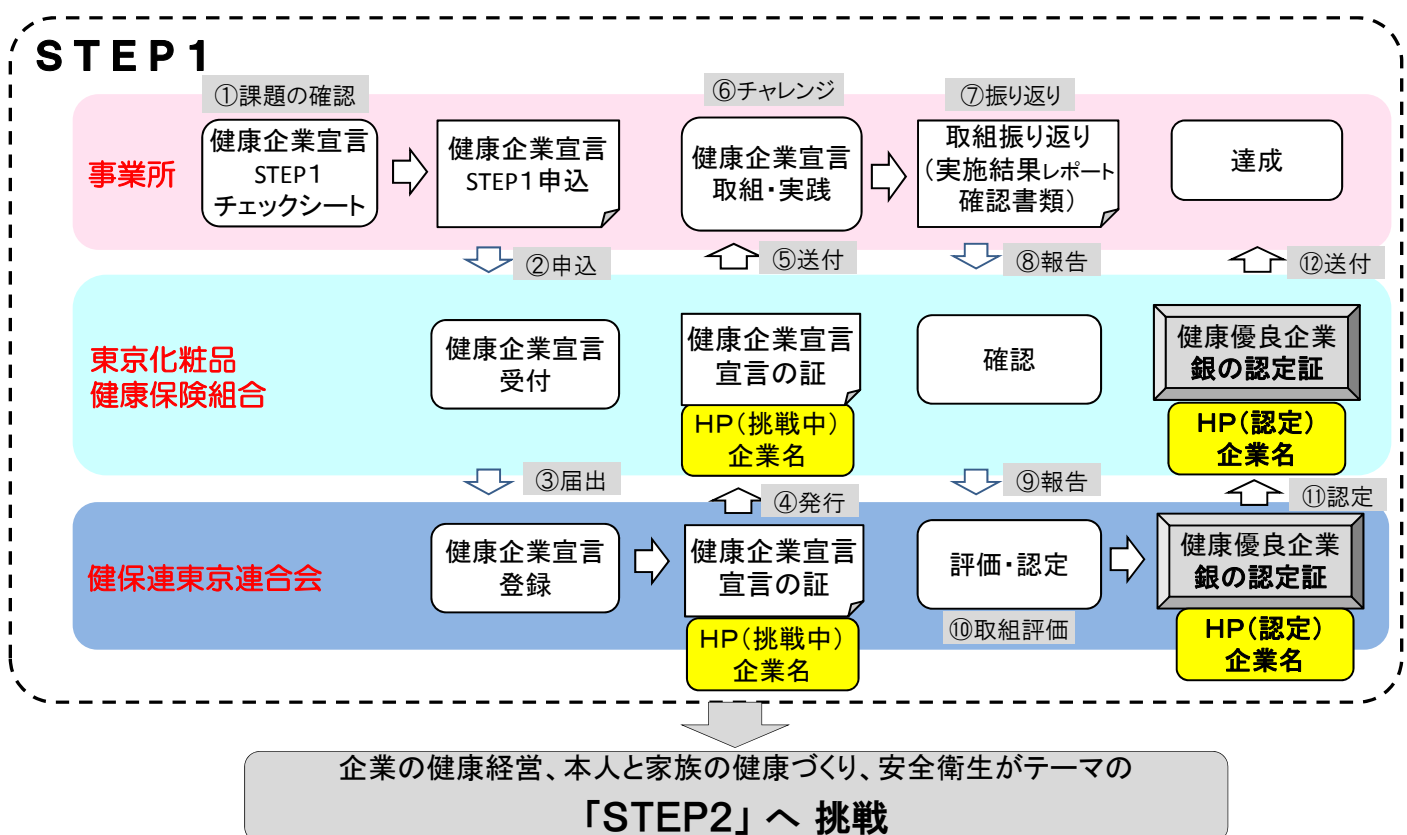 STEP1
①課題の確認
⑥チャレンジ
⑦振り返り
事業所
健康企業宣言
STEP1
チェックシート
健康企業宣言
STEP1申込
健康企業宣言
取組・実践
取組振り返り
(実施結果レポート
確認書類)
達成
②申込
⑤送付
⑧報告
⑫送付
東京化粧品
健康保険組合
健康企業宣言
受付
健康企業宣言
宣言の証
HP(挑戦中)
企業名
確認
健康優良企業
銀の認定証
HP(認定)
企業名
③届出
④発行
⑨報告
⑪認定
健保連東京連合会
健康企業宣言
登録
健康企業宣言
宣言の証
HP(挑戦中)
企業名
評価・認定
⑩取組評価
健康優良企業
銀の認定証
HP(認定)
企業名
企業の健康経営、本人と家族の健康づくり、安全衛生がテーマの
「STEP2」へ 挑戦